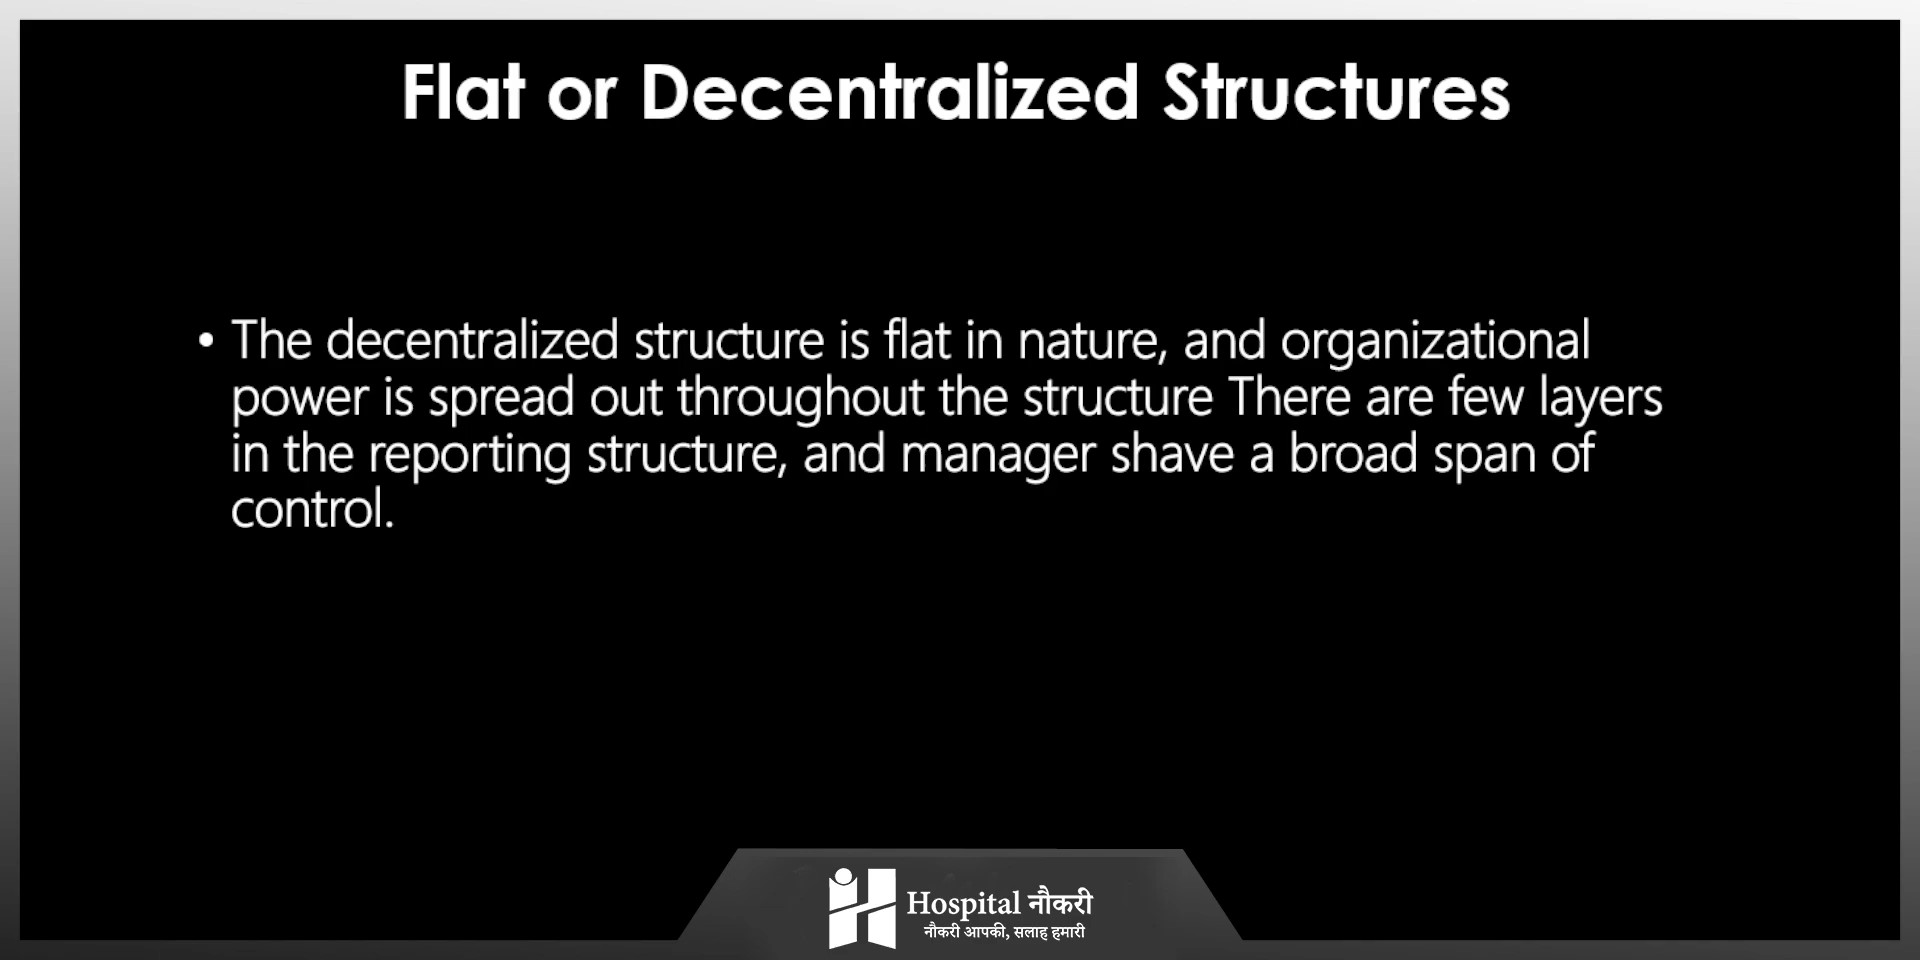 Flat or Decentralized Structures
• The decentralized structure is flat in nature, and organizational
power is spread out throughout the structure There are few layers
in the reporting structure, and manager shave a broad span of
control.
Hospital नौकरी
नौकरी आपकी, सलाह हमारी